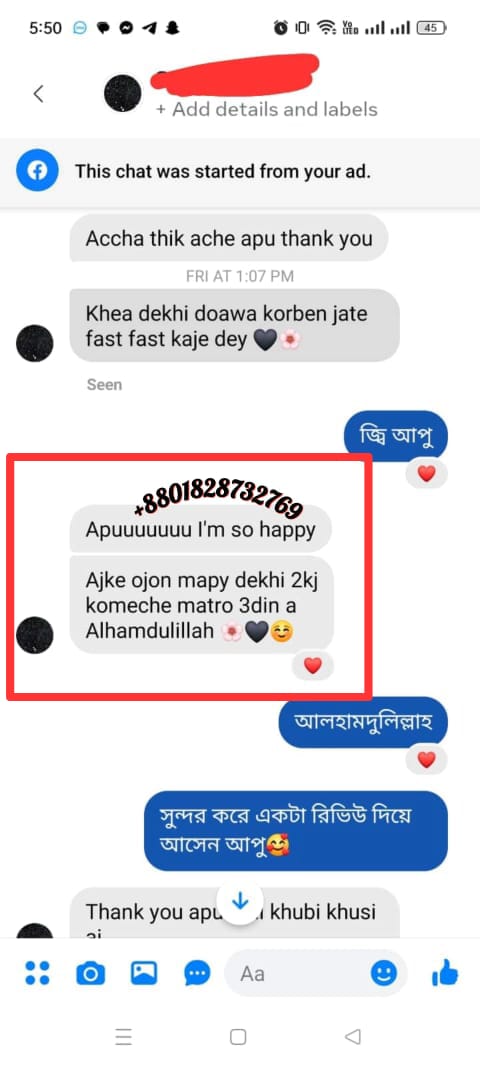 5:50
Vo
LTED
45
+ Add details and labels
This chat was started from your ad.
Accha thik ache apu thank you
FRI AT 1:07 PM
Khea dekhi doawa korben jate
fast fast kaje dey 🖤🌸
Seen
জ্বি আপু
❤️
+8801828732769
Apuuuuuuu I'm so happy
Ajke ojon mapy dekhi 2kj
komeche matro 3din a
Alhamdulillah 🌸🖤☺️
❤️
আলহামদুলিল্লাহ
❤️
সুন্দর করে একটা রিভিউ দিয়ে
আসেন আপু🥰
Thank you khubi khusi
Aa